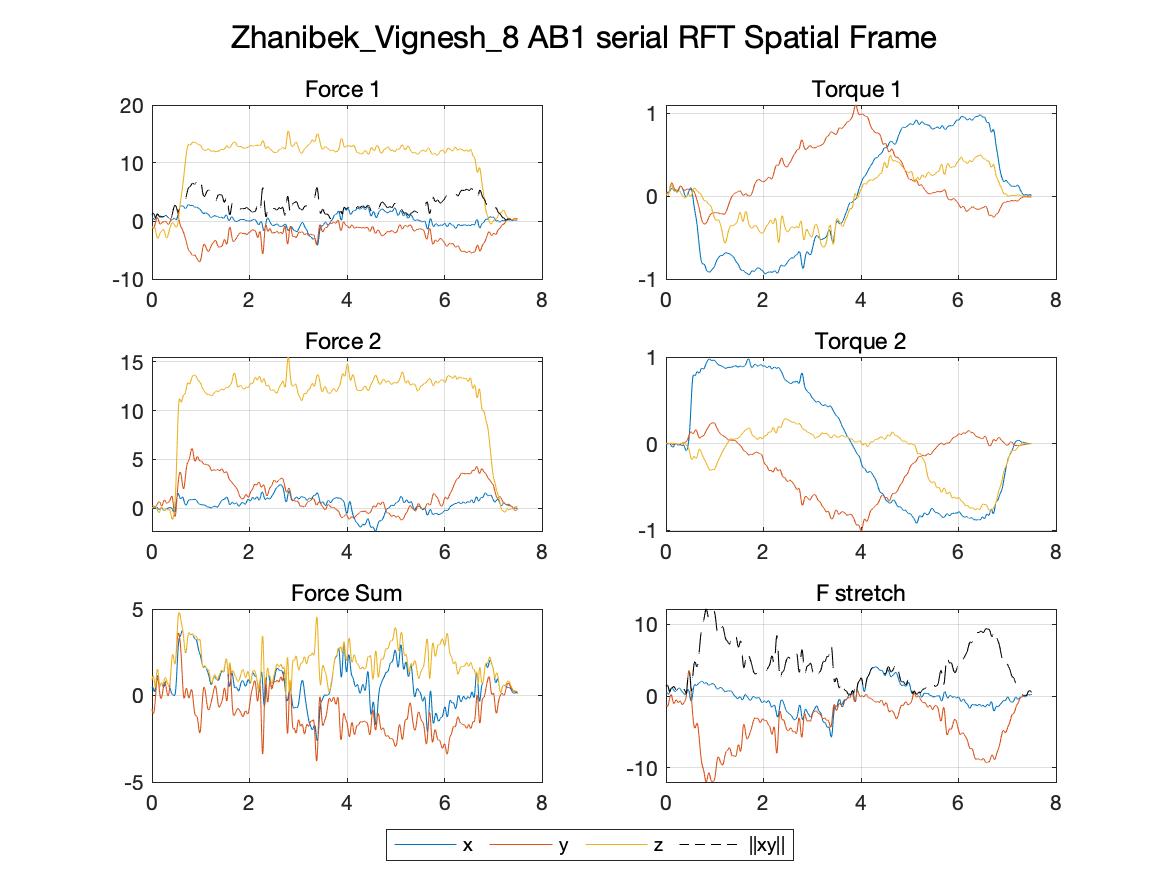 Zhanibek_Vignesh_8 AB1 serial RFT Spatial Frame
Force 1
20
10
0
-10
0 2 4 6 8
Torque 1
1
0
-1
0 2 4 6 8
Force 2
15
10
5
0
0 2 4 6 8
Torque 2
1
0
-1
0 2 4 6 8
Force Sum
5
0
-5
0 2 4 6 8
F stretch
10
0
-10
0 2 4 6 8
x y z ||xy||